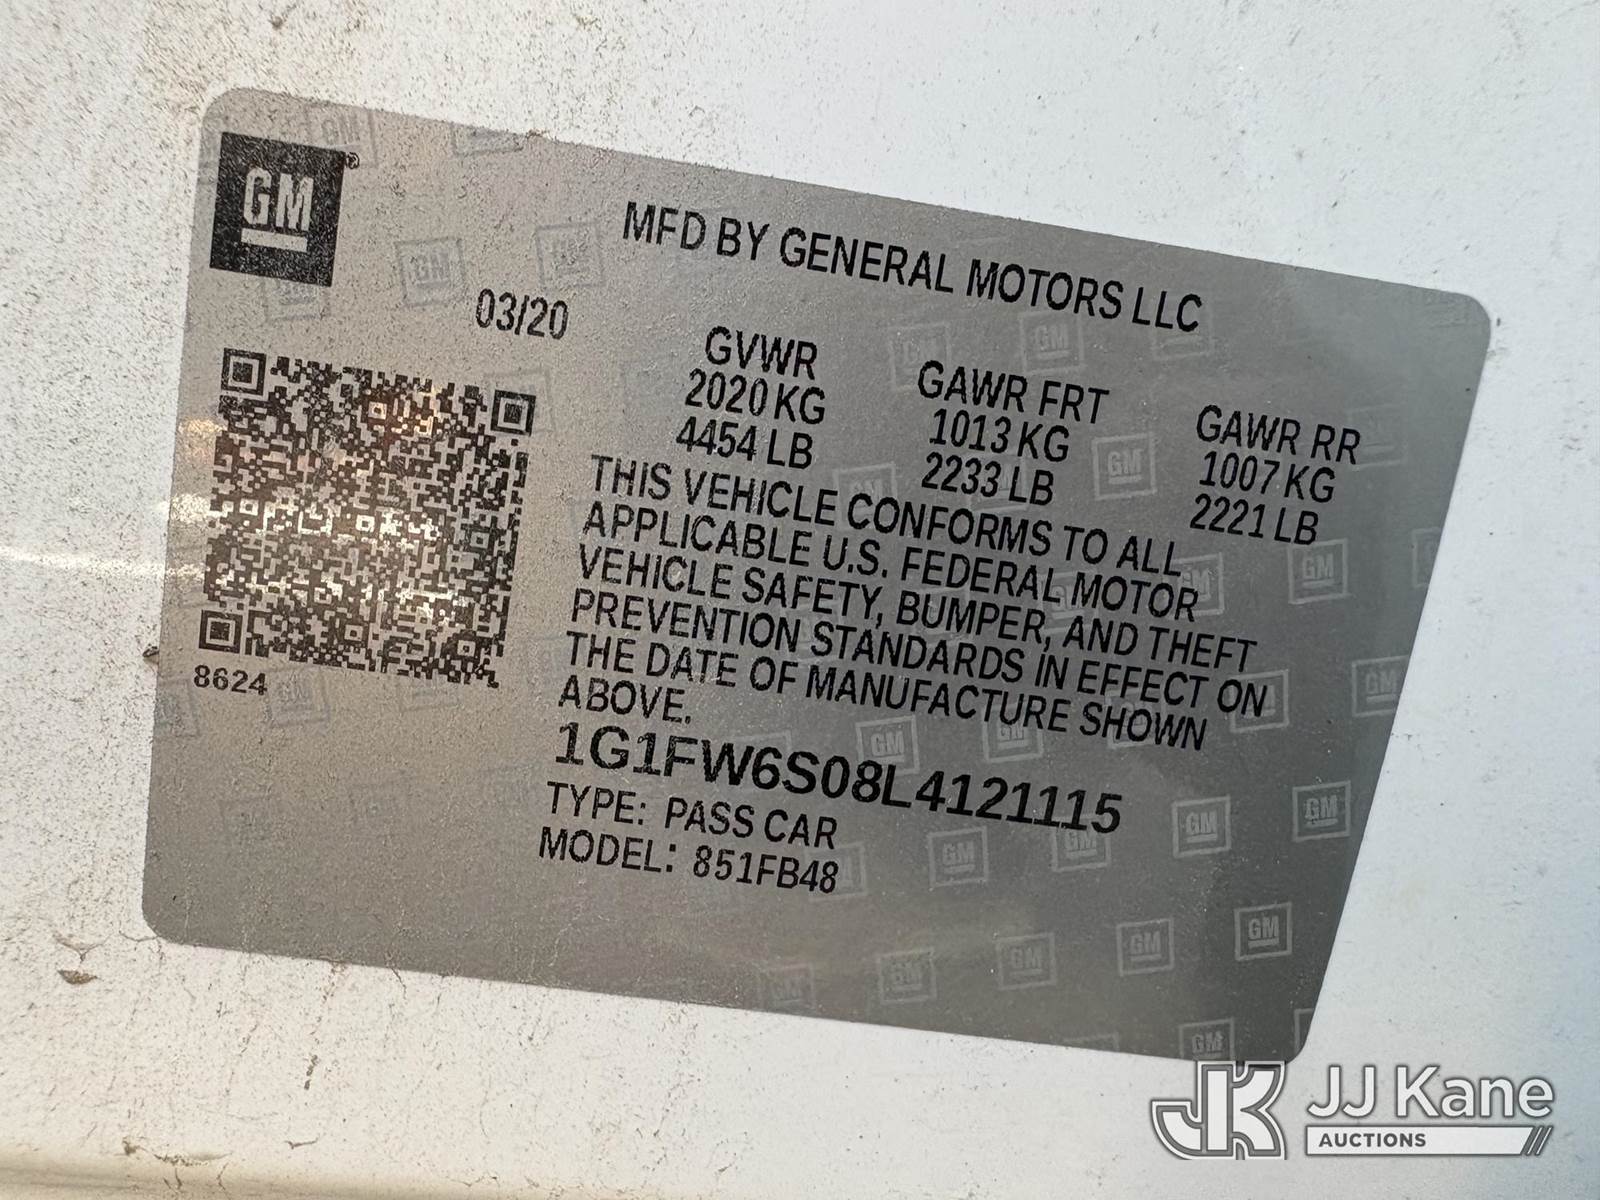 GM
MFD BY GENERAL MOTORS LLC
03/20
GVWR
2020 KG
4454 LB
GAWR FRT
1013 KG
2233 LB
GAWR RR
1007 KG
2221 LB
THIS VEHICLE CONFORMS TO ALL
APPLICABLE U.S. FEDERAL MOTOR
VEHICLE SAFETY, BUMPER, AND THEFT
PREVENTION STANDARDS IN EFFECT ON
THE DATE OF MANUFACTURE SHOWN
ABOVE.
8624
1G1FW6S08L4121115
TYPE: PASS CAR
MODEL: 851FB48
JK JJ Kane
AUCTIONS